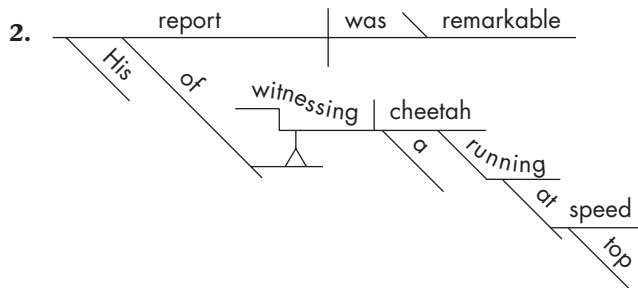 2. report was remarkable
His of
witnessing cheetah
a running
at speed
top